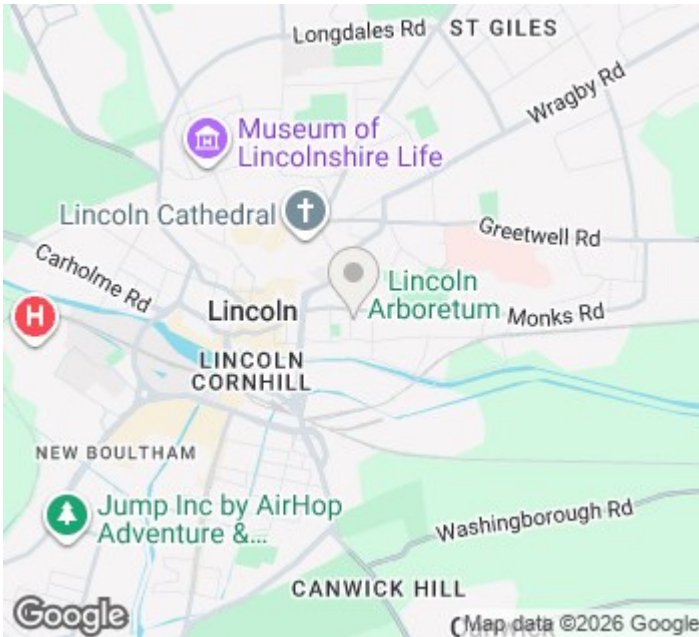 Longdales Rd
ST GILES
Wragby Rd
Museum of
Lincolnshire Life
Lincoln Cathedral
Greetwell Rd
Carholme Rd
Lincoln
Arboretum
Lincoln
Monks Rd
H
LINCOLN
CORNHILL
NEW BOULTHAM
Jump Inc by AirHop
Adventure &...
Washingborough Rd
CANWICK HILL
Google
Map data ©2026 Google